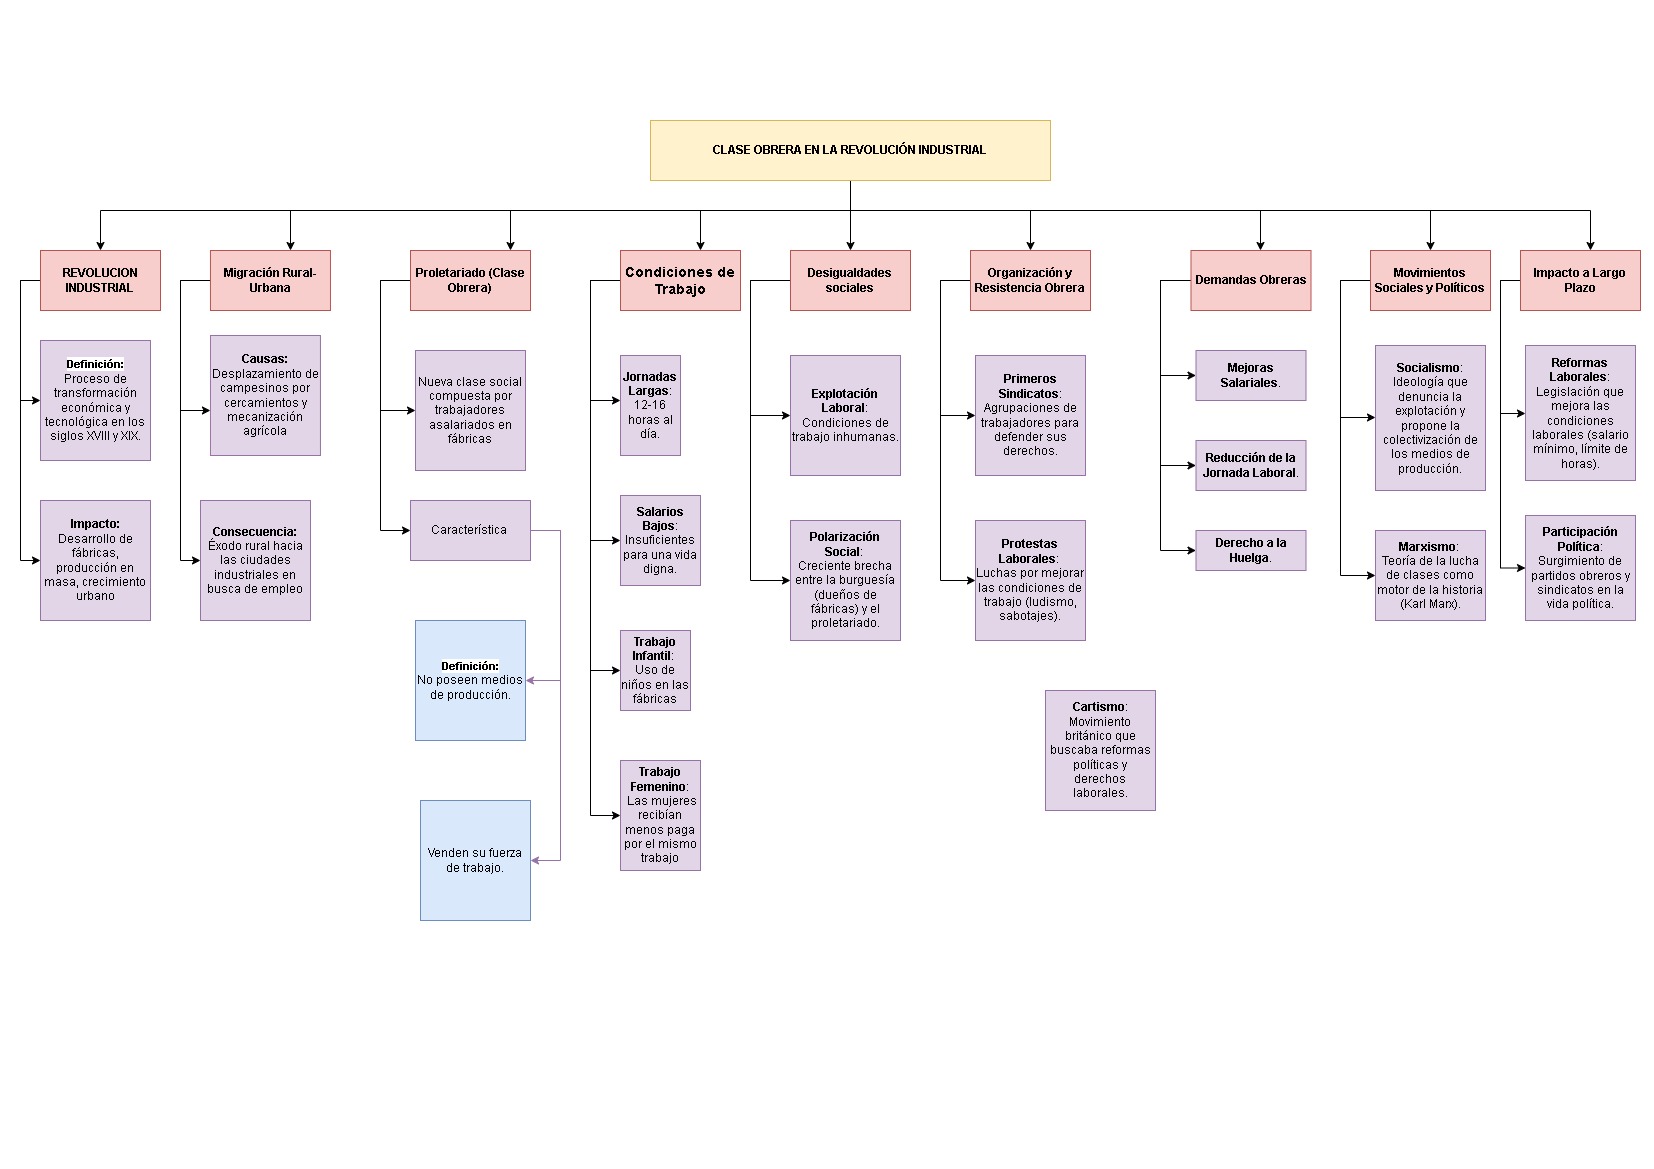 CLASE OBRERA EN LA REVOLUCIÓN INDUSTRIAL
REVOLUCION
INDUSTRIAL
Definición:
Proceso de
transformación
económica y
tecnológica en los
siglos XVIII y XIX.
Impacto:
Desarrollo de
fábricas,
producción en
masa, crecimiento
urbano
Migración Rural-
Urbana
Causas:
Desplazamiento de
campesinos por
cercamientos y
mecanización
agrícola
Consecuencia:
Éxodo rural hacia
las ciudades
industriales en
busca de empleo
Proletariado (Clase
Obrera)
Nueva clase social
compuesta por
trabajadores
asalariados en
fábricas
Característica
Definición:
No poseen medios
de producción.
Venden su fuerza
de trabajo.
Condiciones de
Trabajo
Jornadas
Largas:
12-16
horas al
día.
Salarios
Bajos:
Insuficientes
para una vida
digna.
Trabajo
Infantil:
Uso de
niños en las
fábricas
Trabajo
Femenino:
Las mujeres
recibían
menos paga
por el mismo
trabajo
Desigualdades
sociales
Explotación
Laboral:
Condiciones de
trabajo inhumanas.
Polarización
Social:
Creciente brecha
entre la burguesía
(dueños de
fábricas) y el
proletariado.
Organización y
Resistencia Obrera
Primeros
Sindicatos:
Agrupaciones de
trabajadores para
defender sus
derechos.
Protestas
Laborales:
Luchas por mejorar
las condiciones de
trabajo (ludismo,
sabotajes).
Cartismo:
Movimiento
británico que
buscaba reformas
políticas y
derechos
laborales.
Demandas Obreras
Mejoras
Salariales.
Reducción de la
Jornada Laboral.
Derecho a la
Huelga.
Movimientos
Sociales y Políticos
Socialismo:
Ideología que
denuncia la
explotación y
propone la
colectivización de
los medios de
producción.
Marxismo:
Teoría de la lucha
de clases como
motor de la historia
(Karl Marx).
Impacto a Largo
Plazo
Reformas
Laborales:
Legislación que
mejora las
condiciones
laborales (salario
mínimo, límite de
horas).
Participación
Política:
Surgimiento de
partidos obreros y
sindicatos en la
vida política.